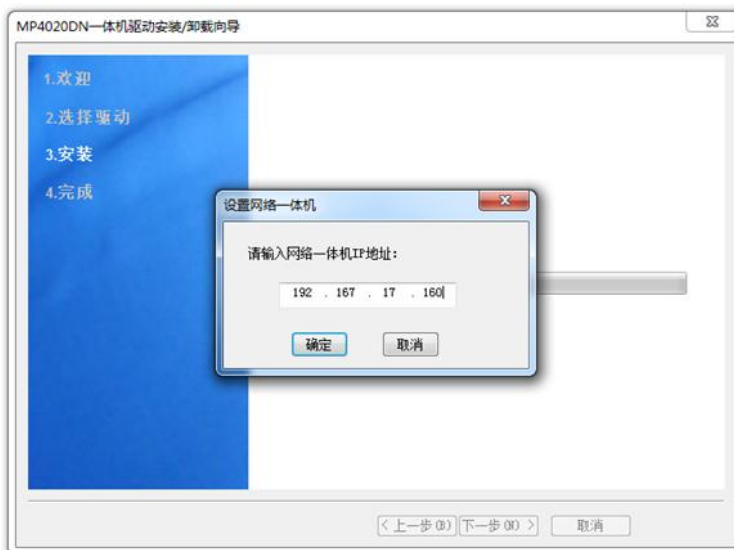 MP4020DN一体机驱动安装/卸载向导
1.欢迎
2.选择驱动
3.安装
4.完成
设置网络一体机
请输入网络一体机IP地址:
192 . 167 . 17 . 160
确定 取消
< 上一步(B) 下一步(N) > 取消